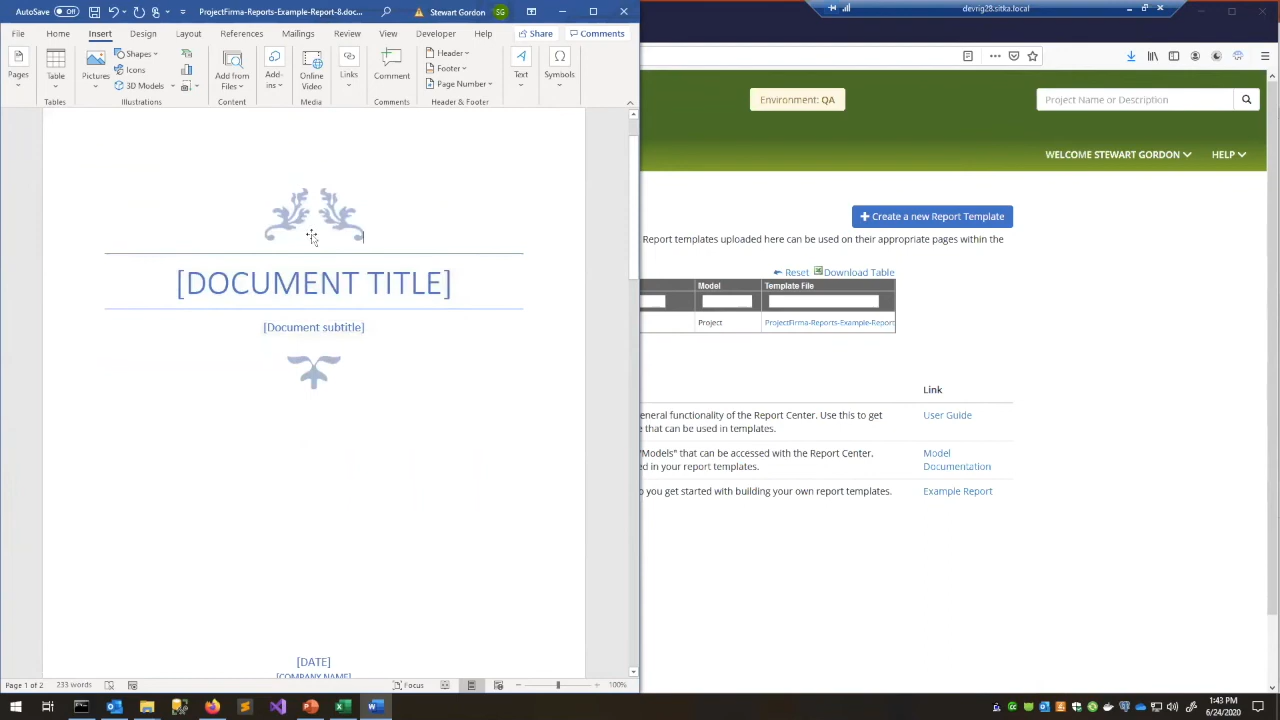 AutoSave Off
ProjectFirma-Reports-Example-Report-8.doc...
Stewart Gordon SG
File Home Insert Draw Design Layout References Mailings Review View Developer Help
Share Comments
Pages
Table
Tables
Pictures
Shapes
Icons
3D Models
Illustrations
Add from Files
Content
Add-ins
Online Video
Media
Links
Comment
Header
Footer
Page Number
Header & Footer
Text
Symbols
[DOCUMENT TITLE]
[Document subtitle]
[DATE]
[COMPANY NAME]
Page 1 of 2 233 words
Focus
100%
devrig28.sitka.local
Environment: QA
Project Name or Description
WELCOME STEWART GORDON
HELP
Create a new Report Template
Report templates uploaded here can be used on their appropriate pages within the
Reset Download Table
Model Template File
Project ProjectFirma-Reports-Example-Report
Link
eneral functionality of the Report Center. Use this to get
that can be used in templates.
User Guide
"Models" that can be accessed with the Report Center.
ed in your report templates.
Model
Documentation
you get started with building your own report templates.
Example Report
1:43 PM
6/24/2020